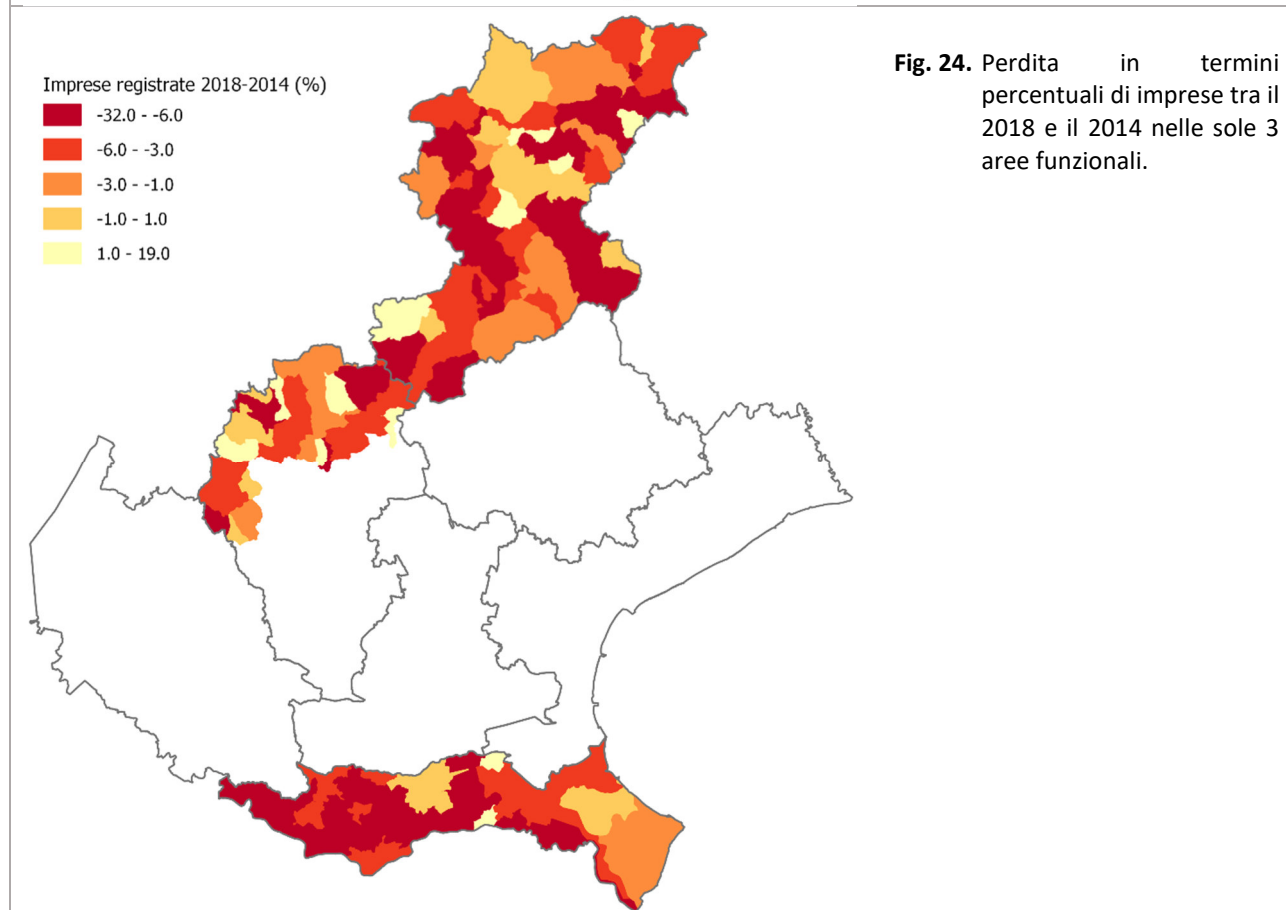 Imprese registrate 2018-2014 (%)
-32.0 - -6.0
-6.0 - -3.0
-3.0 - -1.0
-1.0 - 1.0
1.0 - 19.0
Fig. 24. Perdita in termini
percentuali di imprese tra il
2018 e il 2014 nelle sole 3
aree funzionali.